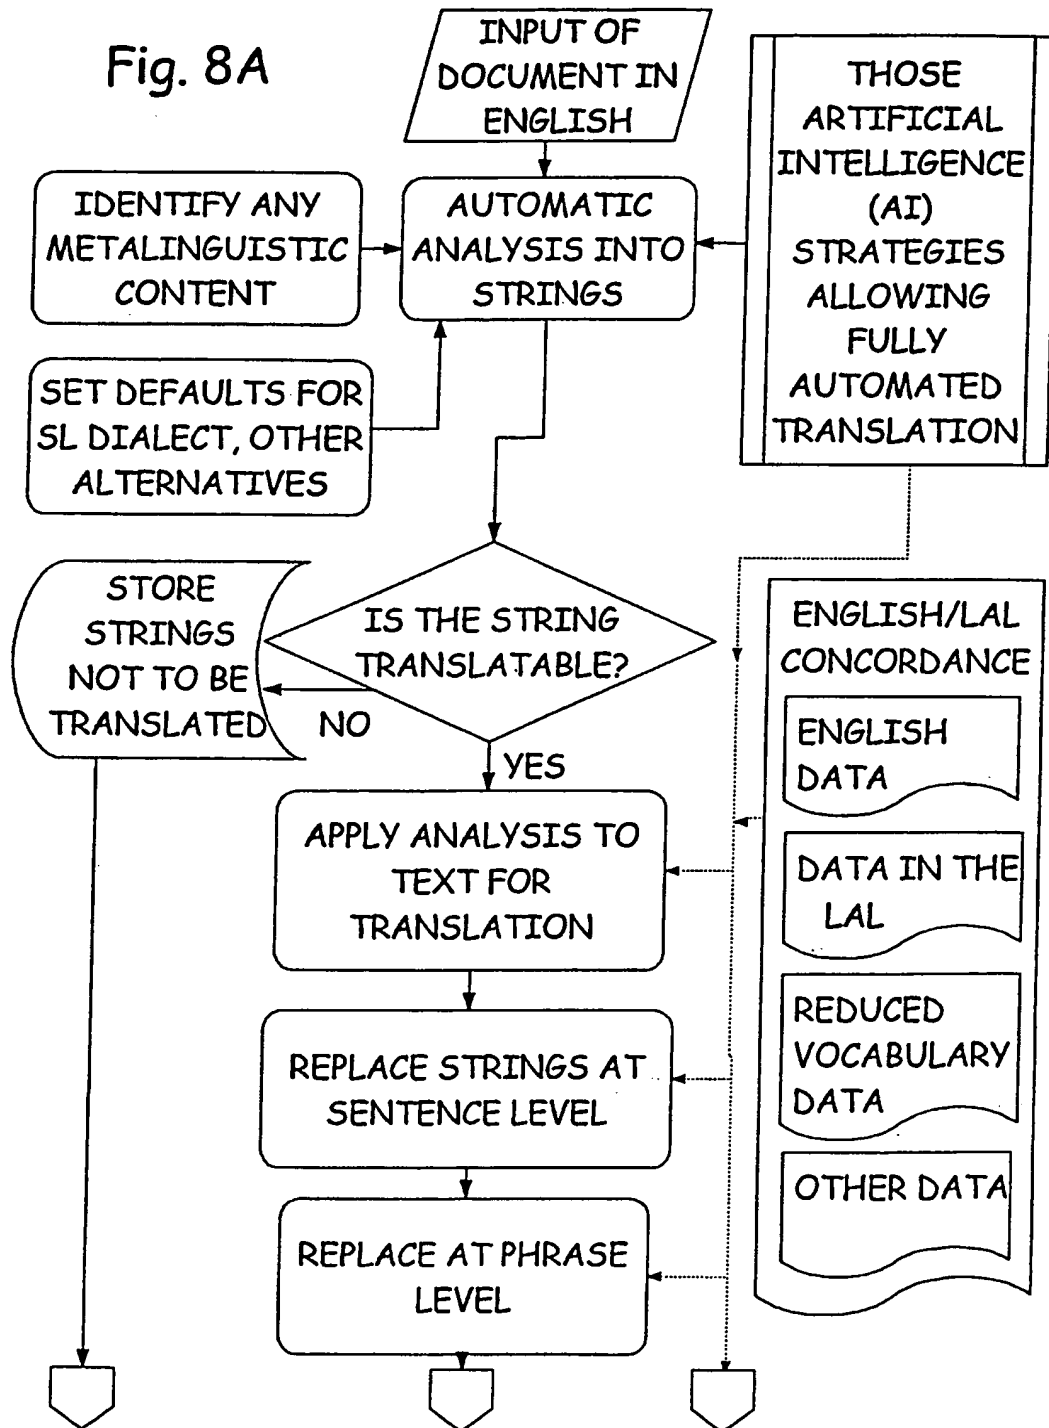 Fig. 8A
INPUT OF
DOCUMENT IN
ENGLISH
THOSE
ARTIFICIAL
INTELLIGENCE
(AI)
STRATEGIES
ALLOWING
FULLY
AUTOMATED
TRANSLATION
IDENTIFY ANY
METALINGUISTIC
CONTENT
AUTOMATIC
ANALYSIS INTO
STRINGS
SET DEFAULTS FOR
SL DIALECT, OTHER
ALTERNATIVES
STORE
STRINGS
NOT TO BE
TRANSLATED
IS THE STRING
TRANSLATABLE?
NO
YES
ENGLISH/LAL
CONCORDANCE
ENGLISH
DATA
DATA IN THE
LAL
REDUCED
VOCABULARY
DATA
OTHER DATA
APPLY ANALYSIS TO
TEXT FOR
TRANSLATION
REPLACE STRINGS AT
SENTENCE LEVEL
REPLACE AT PHRASE
LEVEL